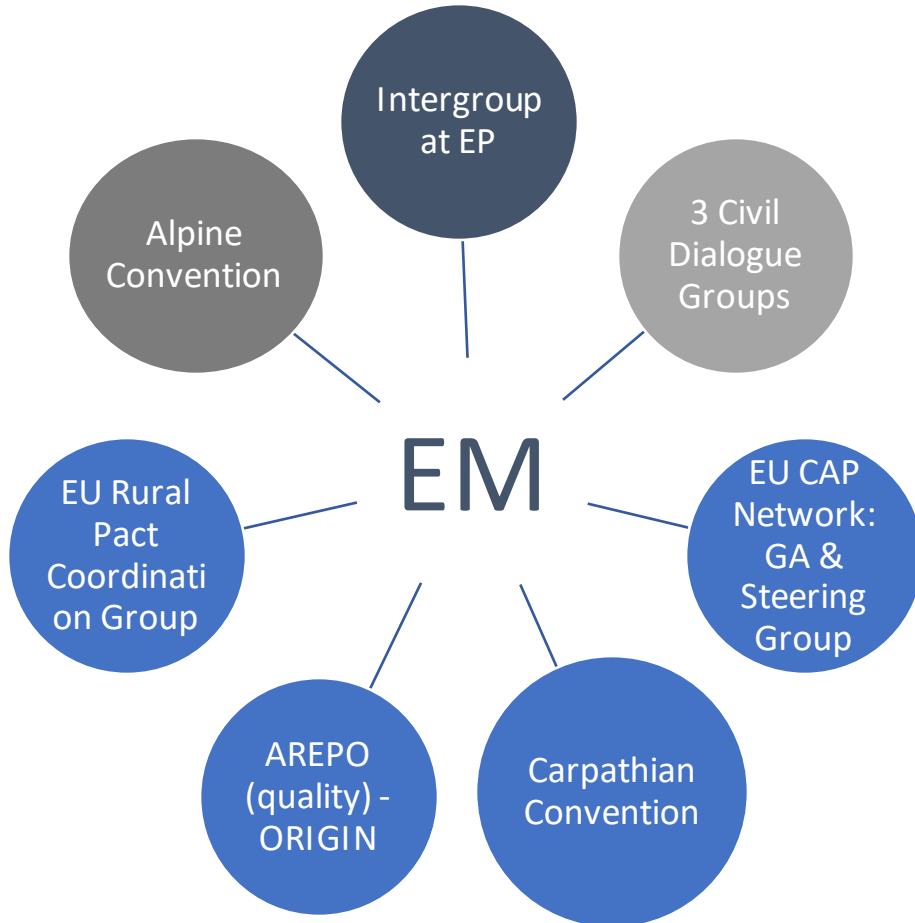 Intergroup
at EP
Alpine
Convention
3 Civil
Dialogue
Groups
EM
EU Rural
Pact
Coordinati
on Group
EU CAP
Network:
GA &
Steering
Group
AREPO
(quality) -
ORIGIN
Carpathian
Convention